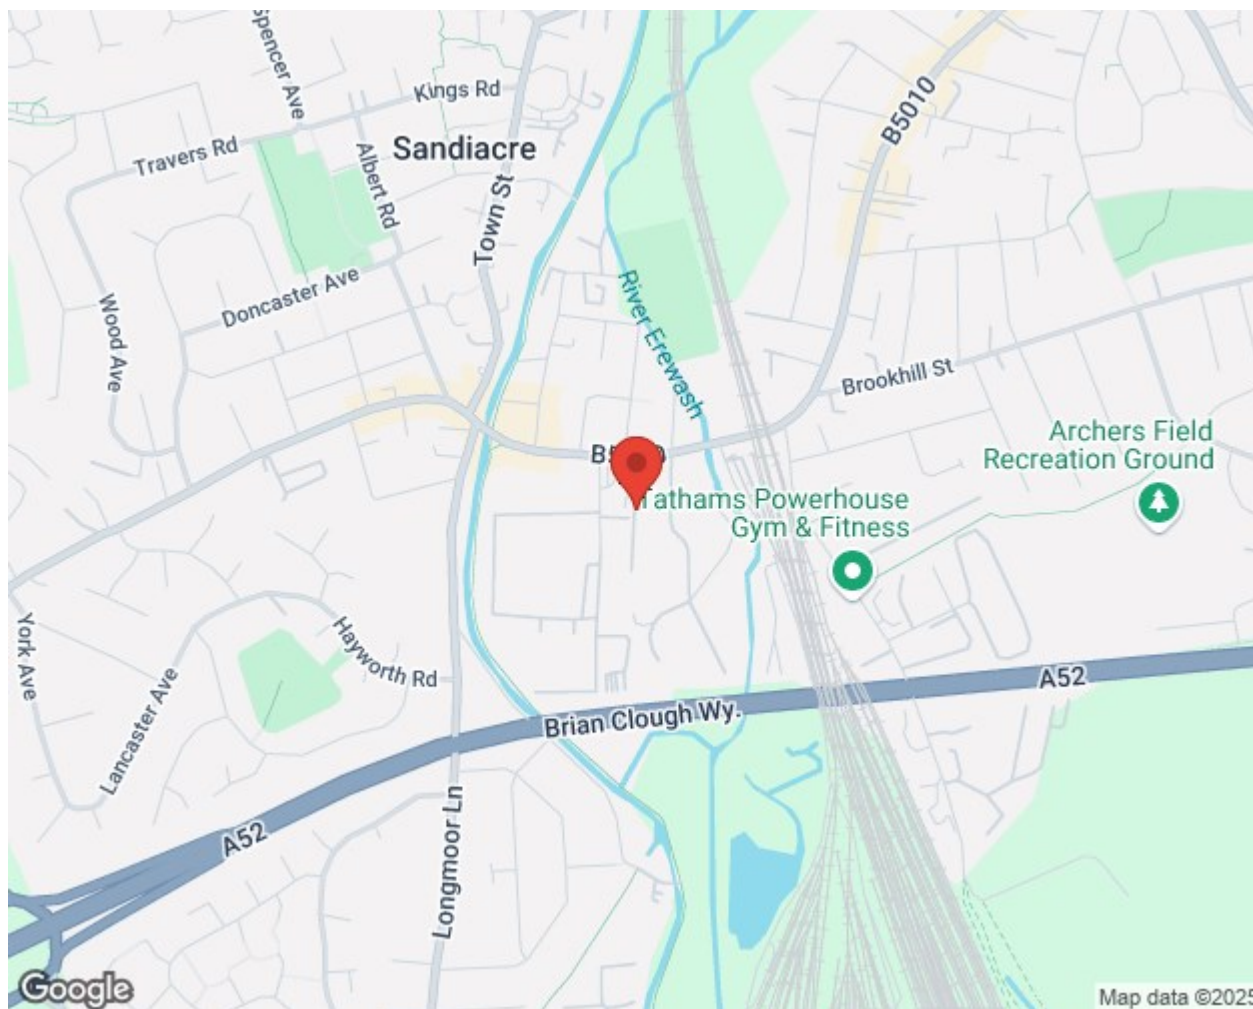 Spencer Ave
Kings Rd
B5010
Travers Rd
Sandiacre
Albert Rd
Town St
River Erewash
Doncaster Ave
Wood Ave
Brookhill St
Archers Field
Recreation Ground
Tathams Powerhouse
Gym & Fitness
York Ave
Hayworth Rd
Lancaster Ave
A52
Brian Clough Wy.
A52
Longmoor Ln
Google
Map data ©2025